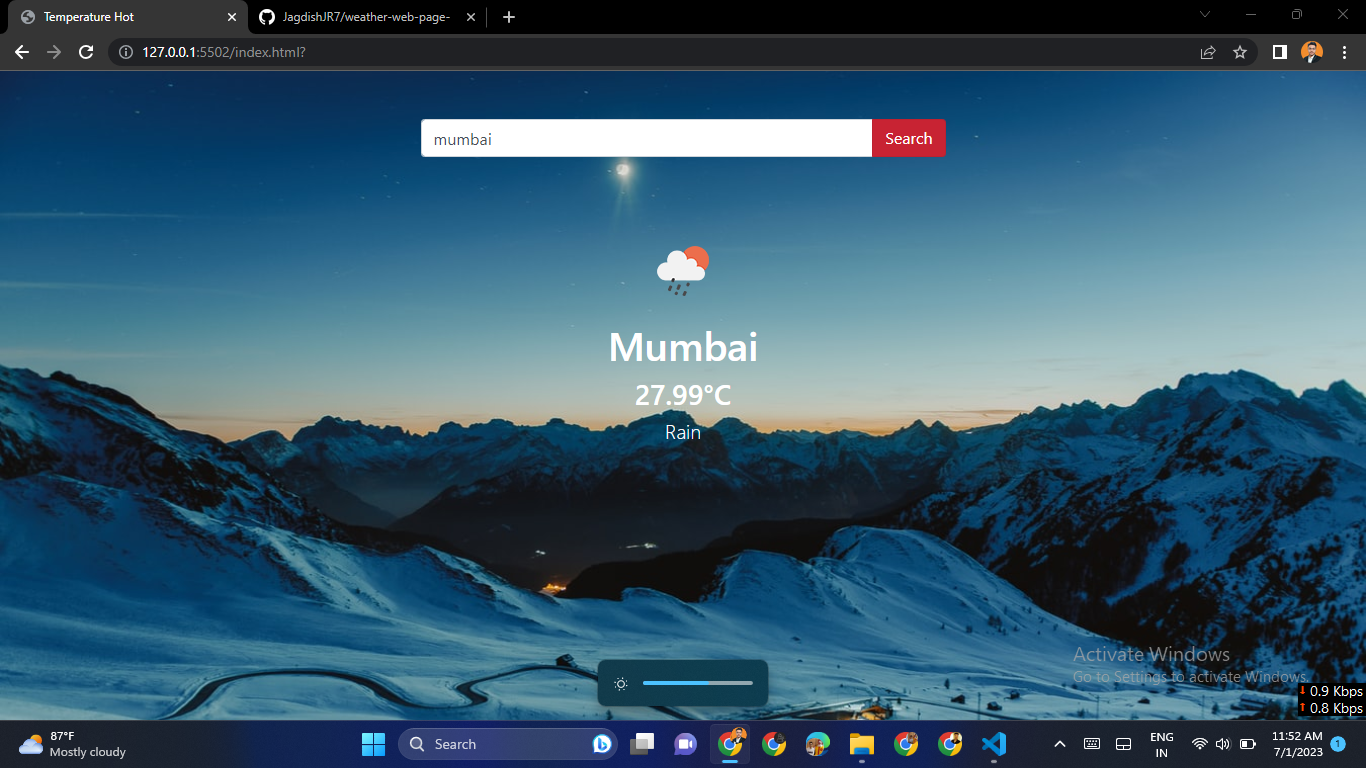 Temperature Hot
JagdishJR7/weather-web-page-
127.0.0.1:5502/index.html?
mumbai
Search
Mumbai
27.99°C
Rain
Activate Windows
Go to Settings to activate Windows.
0.9 Kbps
0.8 Kbps
87°F
Mostly cloudy
Search
ENG
IN
11:52 AM
7/1/2023
1